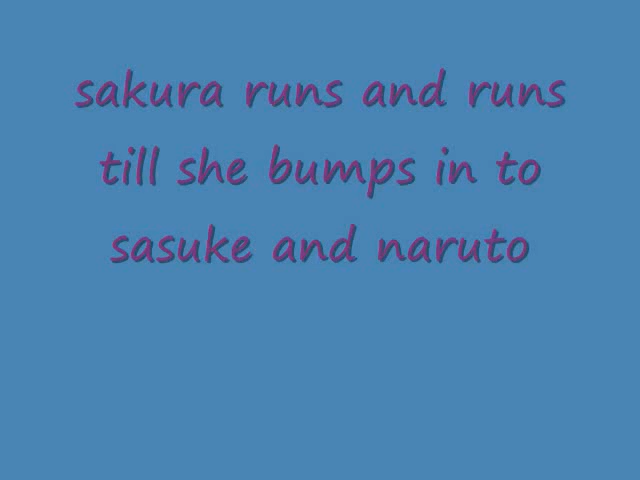 sakura runs and runs
till she bumps in to
sasuke and naruto